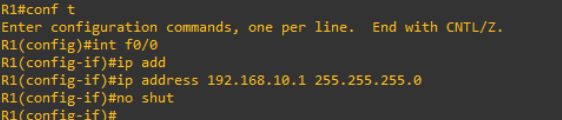 R1#conf t
Enter configuration commands, one per line.  End with CNTL/Z.
R1(config)#int f0/0
R1(config-if)#ip add
R1(config-if)#ip address 192.168.10.1 255.255.255.0
R1(config-if)#no shut
R1(config-if)#